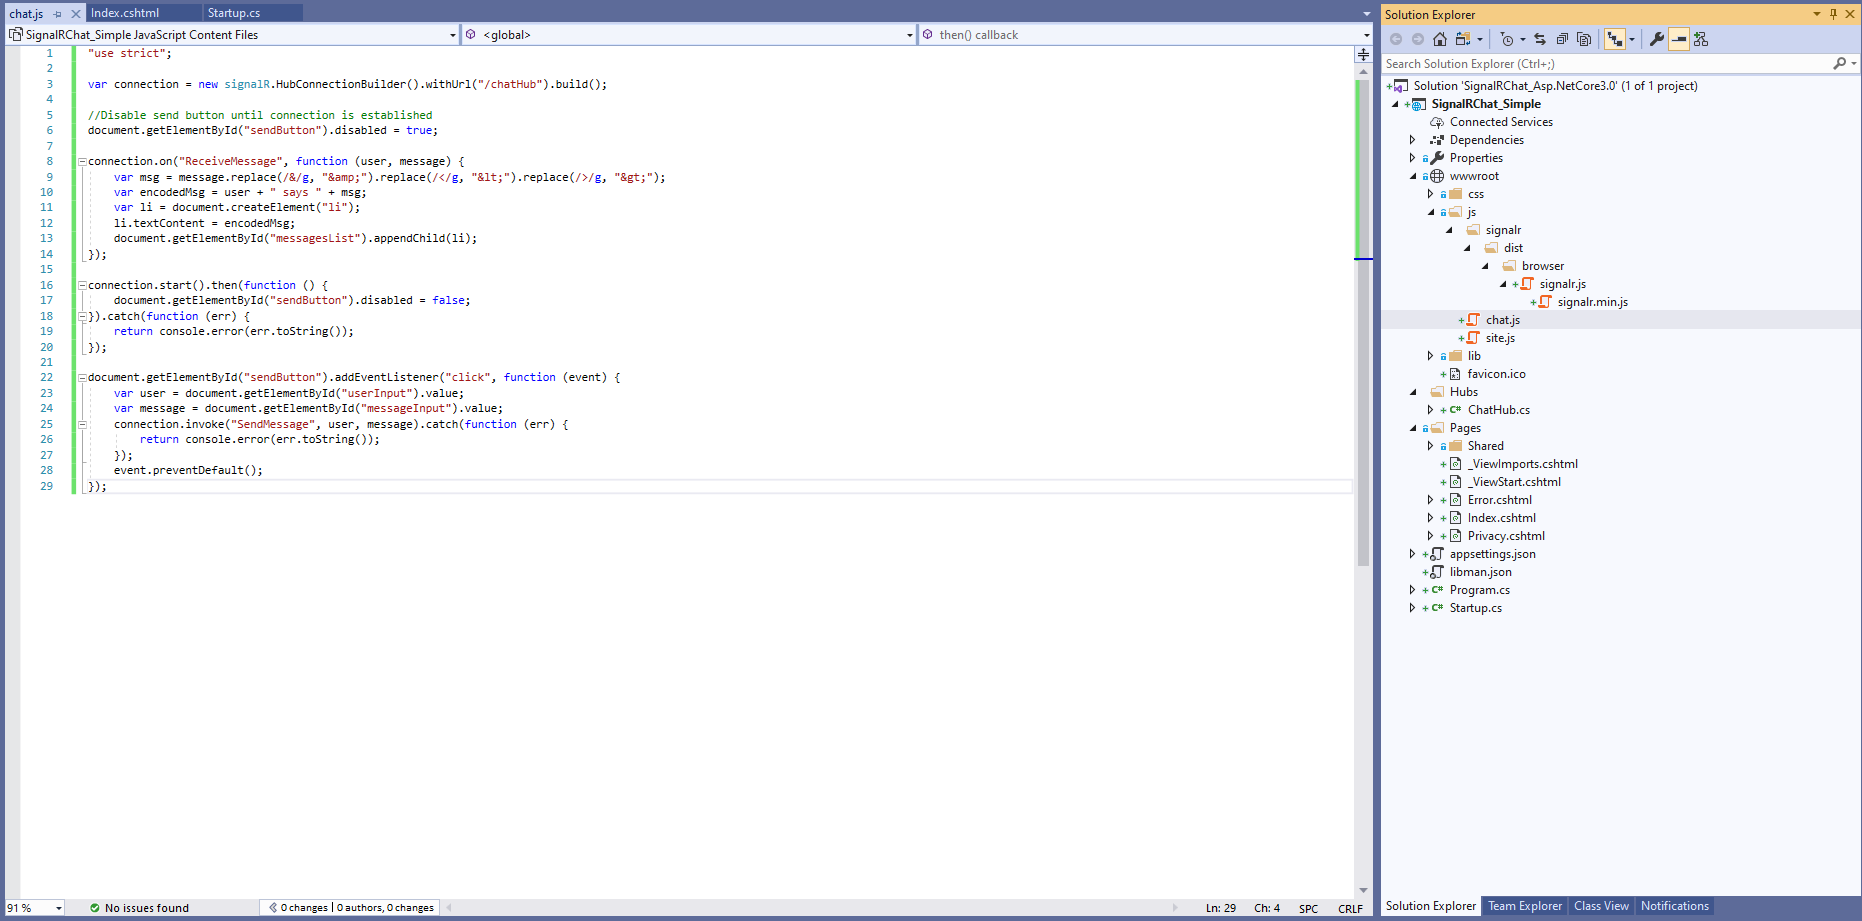 chat.js
Index.cshtml
Startup.cs
SignalRChat_Simple JavaScript Content Files
<global>
then() callback
1 "use strict";
2
3 var connection = new signalR.HubConnectionBuilder().withUrl("/chatHub").build();
4
5 //Disable send button until connection is established
6 document.getElementById("sendButton").disabled = true;
7
8 connection.on("ReceiveMessage", function (user, message) {
9 var msg = message.replace(/&/g, "&amp;").replace(/</g, "&lt;").replace(/>/g, "&gt;");
10 var encodedMsg = user + " says " + msg;
11 var li = document.createElement("li");
12 li.textContent = encodedMsg;
13 document.getElementById("messagesList").appendChild(li);
14 });
15
16 connection.start().then(function () {
17 document.getElementById("sendButton").disabled = false;
18 }).catch(function (err) {
19 return console.error(err.toString());
20 });
21
22 document.getElementById("sendButton").addEventListener("click", function (event) {
23 var user = document.getElementById("userInput").value;
24 var message = document.getElementById("messageInput").value;
25 connection.invoke("SendMessage", user, message).catch(function (err) {
26 return console.error(err.toString());
27 });
28 event.preventDefault();
29 });
91 %
No issues found
0 changes | 0 authors, 0 changes
Ln: 29 Ch: 4 SPC CRLF
Solution Explorer
Search Solution Explorer (Ctrl+;)
Solution 'SignalRChat_Asp.NetCore3.0' (1 of 1 project)
SignalRChat_Simple
Connected Services
Dependencies
Properties
wwwroot
css
js
signalr
dist
browser
signalr.js
signalr.min.js
chat.js
site.js
lib
favicon.ico
Hubs
C# ChatHub.cs
Pages
Shared
_ViewImports.cshtml
_ViewStart.cshtml
Error.cshtml
Index.cshtml
Privacy.cshtml
appsettings.json
libman.json
C# Program.cs
C# Startup.cs
Solution Explorer
Team Explorer
Class View
Notifications